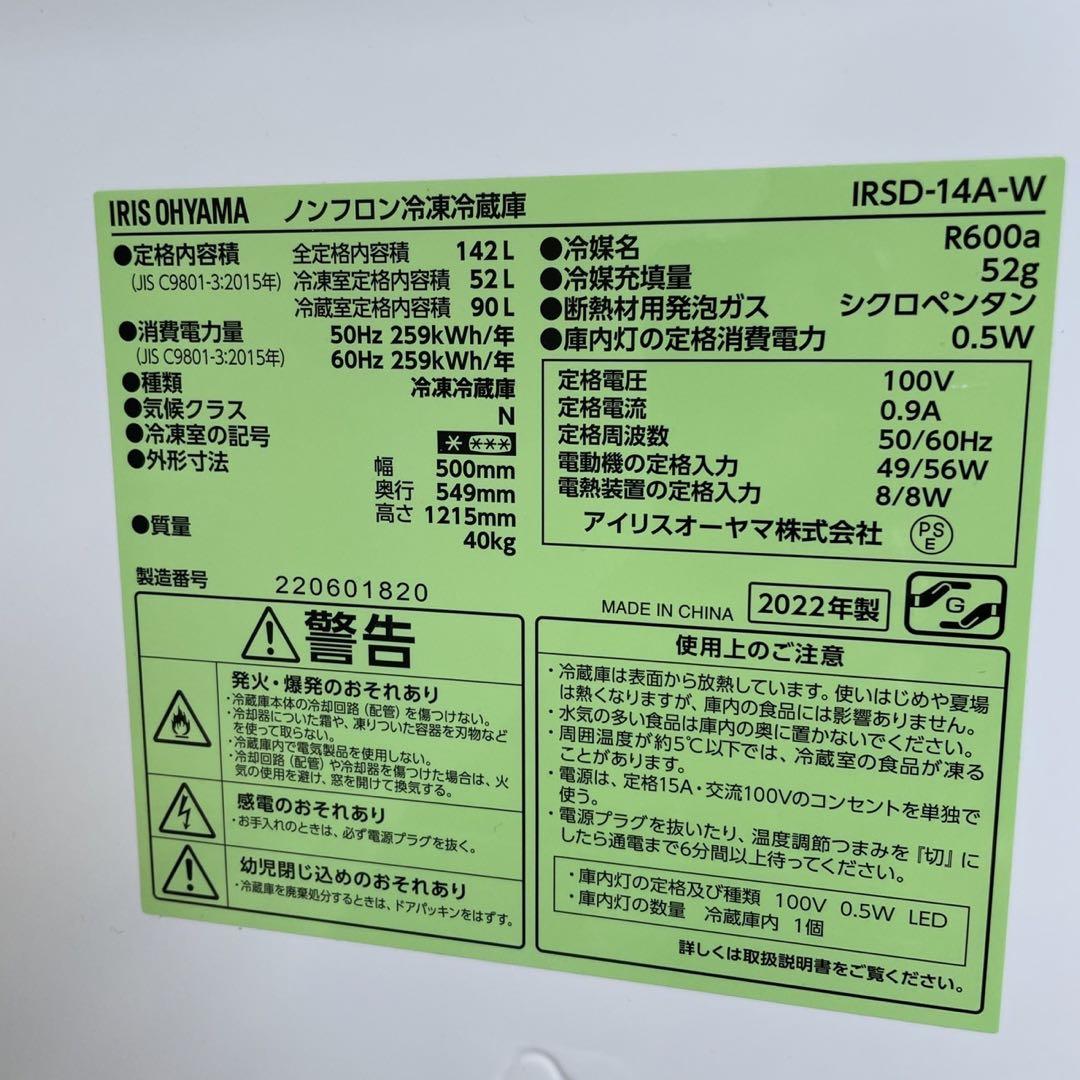 IRIS OHYAMA ノンフロン冷凍冷蔵庫 IRSD-14A-W
●定格内容積 全定格内容積 142L
(JIS C9801-3:2015年) 冷凍室定格内容積 52L
冷蔵室定格内容積 90L
●消費電力量 50Hz 259kWh/年
(JIS C9801-3:2015年) 60Hz 259kWh/年
●種類 冷凍冷蔵庫
●気候クラス N
●冷凍室の記号 * ***
●外形寸法 幅 500mm
奥行 549mm
高さ 1215mm
●質量 40kg
製造番号 220601820
●冷媒名 R600a
●冷媒充填量 52g
●断熱材用発泡ガス シクロペンタン
●庫内灯の定格消費電力 0.5W
定格電圧 100V
定格電流 0.9A
定格周波数 50/60Hz
電動機の定格入力 49/56W
電熱装置の定格入力 8/8W
アイリスオーヤマ株式会社 PSE
MADE IN CHINA 2022年製 G
警告
発火・爆発のおそれあり
・冷蔵庫本体の冷却回路(配管)を傷つけない。
・冷却器についた霜や、凍りついた容器を刃物など
を使って取らない。
・冷蔵庫内で電気製品を使用しない。
・冷却回路(配管)や冷却器を傷つけた場合は、火
気の使用を避け、窓を開けて換気する。
感電のおそれあり
・お手入れのときは、必ず電源プラグを抜く。
幼児閉じ込めのおそれあり
・冷蔵庫を廃棄処分するときは、ドアパッキンをはずす。
使用上のご注意
・冷蔵庫は表面から放熱しています。使いはじめや夏場
は熱くなりますが、庫内の食品には影響ありません。
・水気の多い食品は庫内の奥に置かないでください。
・周囲温度が約5℃以下では、冷蔵室の食品が凍る
ことがあります。
・電源は、定格15A・交流100Vのコンセントを単独で
使う。
・電源プラグを抜いたり、温度調節つまみを『切』に
したら通電まで6分間以上待ってください。
・庫内灯の定格及び種類 100V 0.5W LED
・庫内灯の数量 冷蔵庫内 1個
詳しくは取扱説明書をご覧ください。